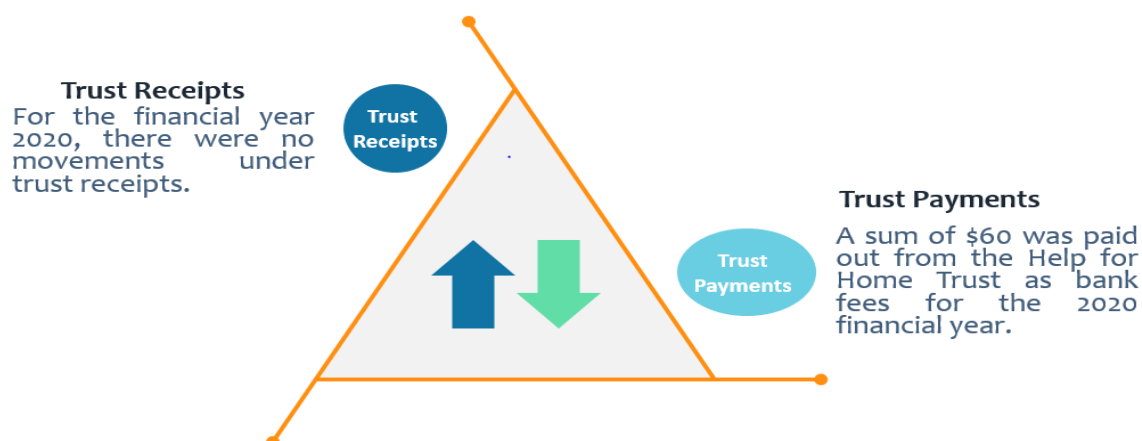 Trust Receipts
For the financial year
2020, there were no
movements under
trust receipts.
Trust
Receipts
Trust Payments
A sum of $60 was paid
out from the Help for
Home Trust as bank
fees for the 2020
financial year.
Trust
Payments